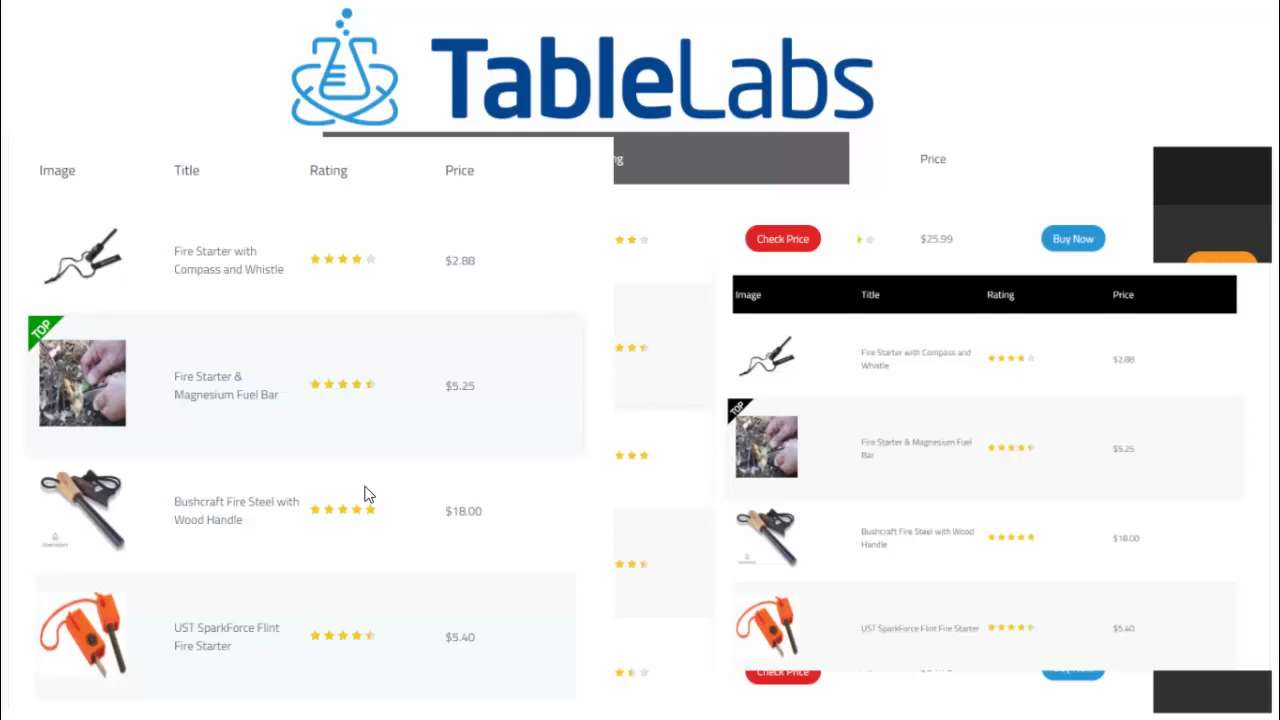 TableLabs
Image Title Rating Price
Fire Starter with
Compass and Whistle
$2.88
TOP
Fire Starter &
Magnesium Fuel Bar
$5.25
Bushcraft Fire Steel with
Wood Handle
$18.00
UST SparkForce Flint
Fire Starter
$5.40
ng
Price
Check Price
$25.99
Buy Now
Image Title Rating Price
Fire Starter with Compass and
Whistle
$2.88
TOP
Fire Starter & Magnesium Fuel
Bar
$5.25
Bushcraft Fire Steel with Wood
Handle
$18.00
UST SparkForce Flint Fire Starter
$5.40
Check Price